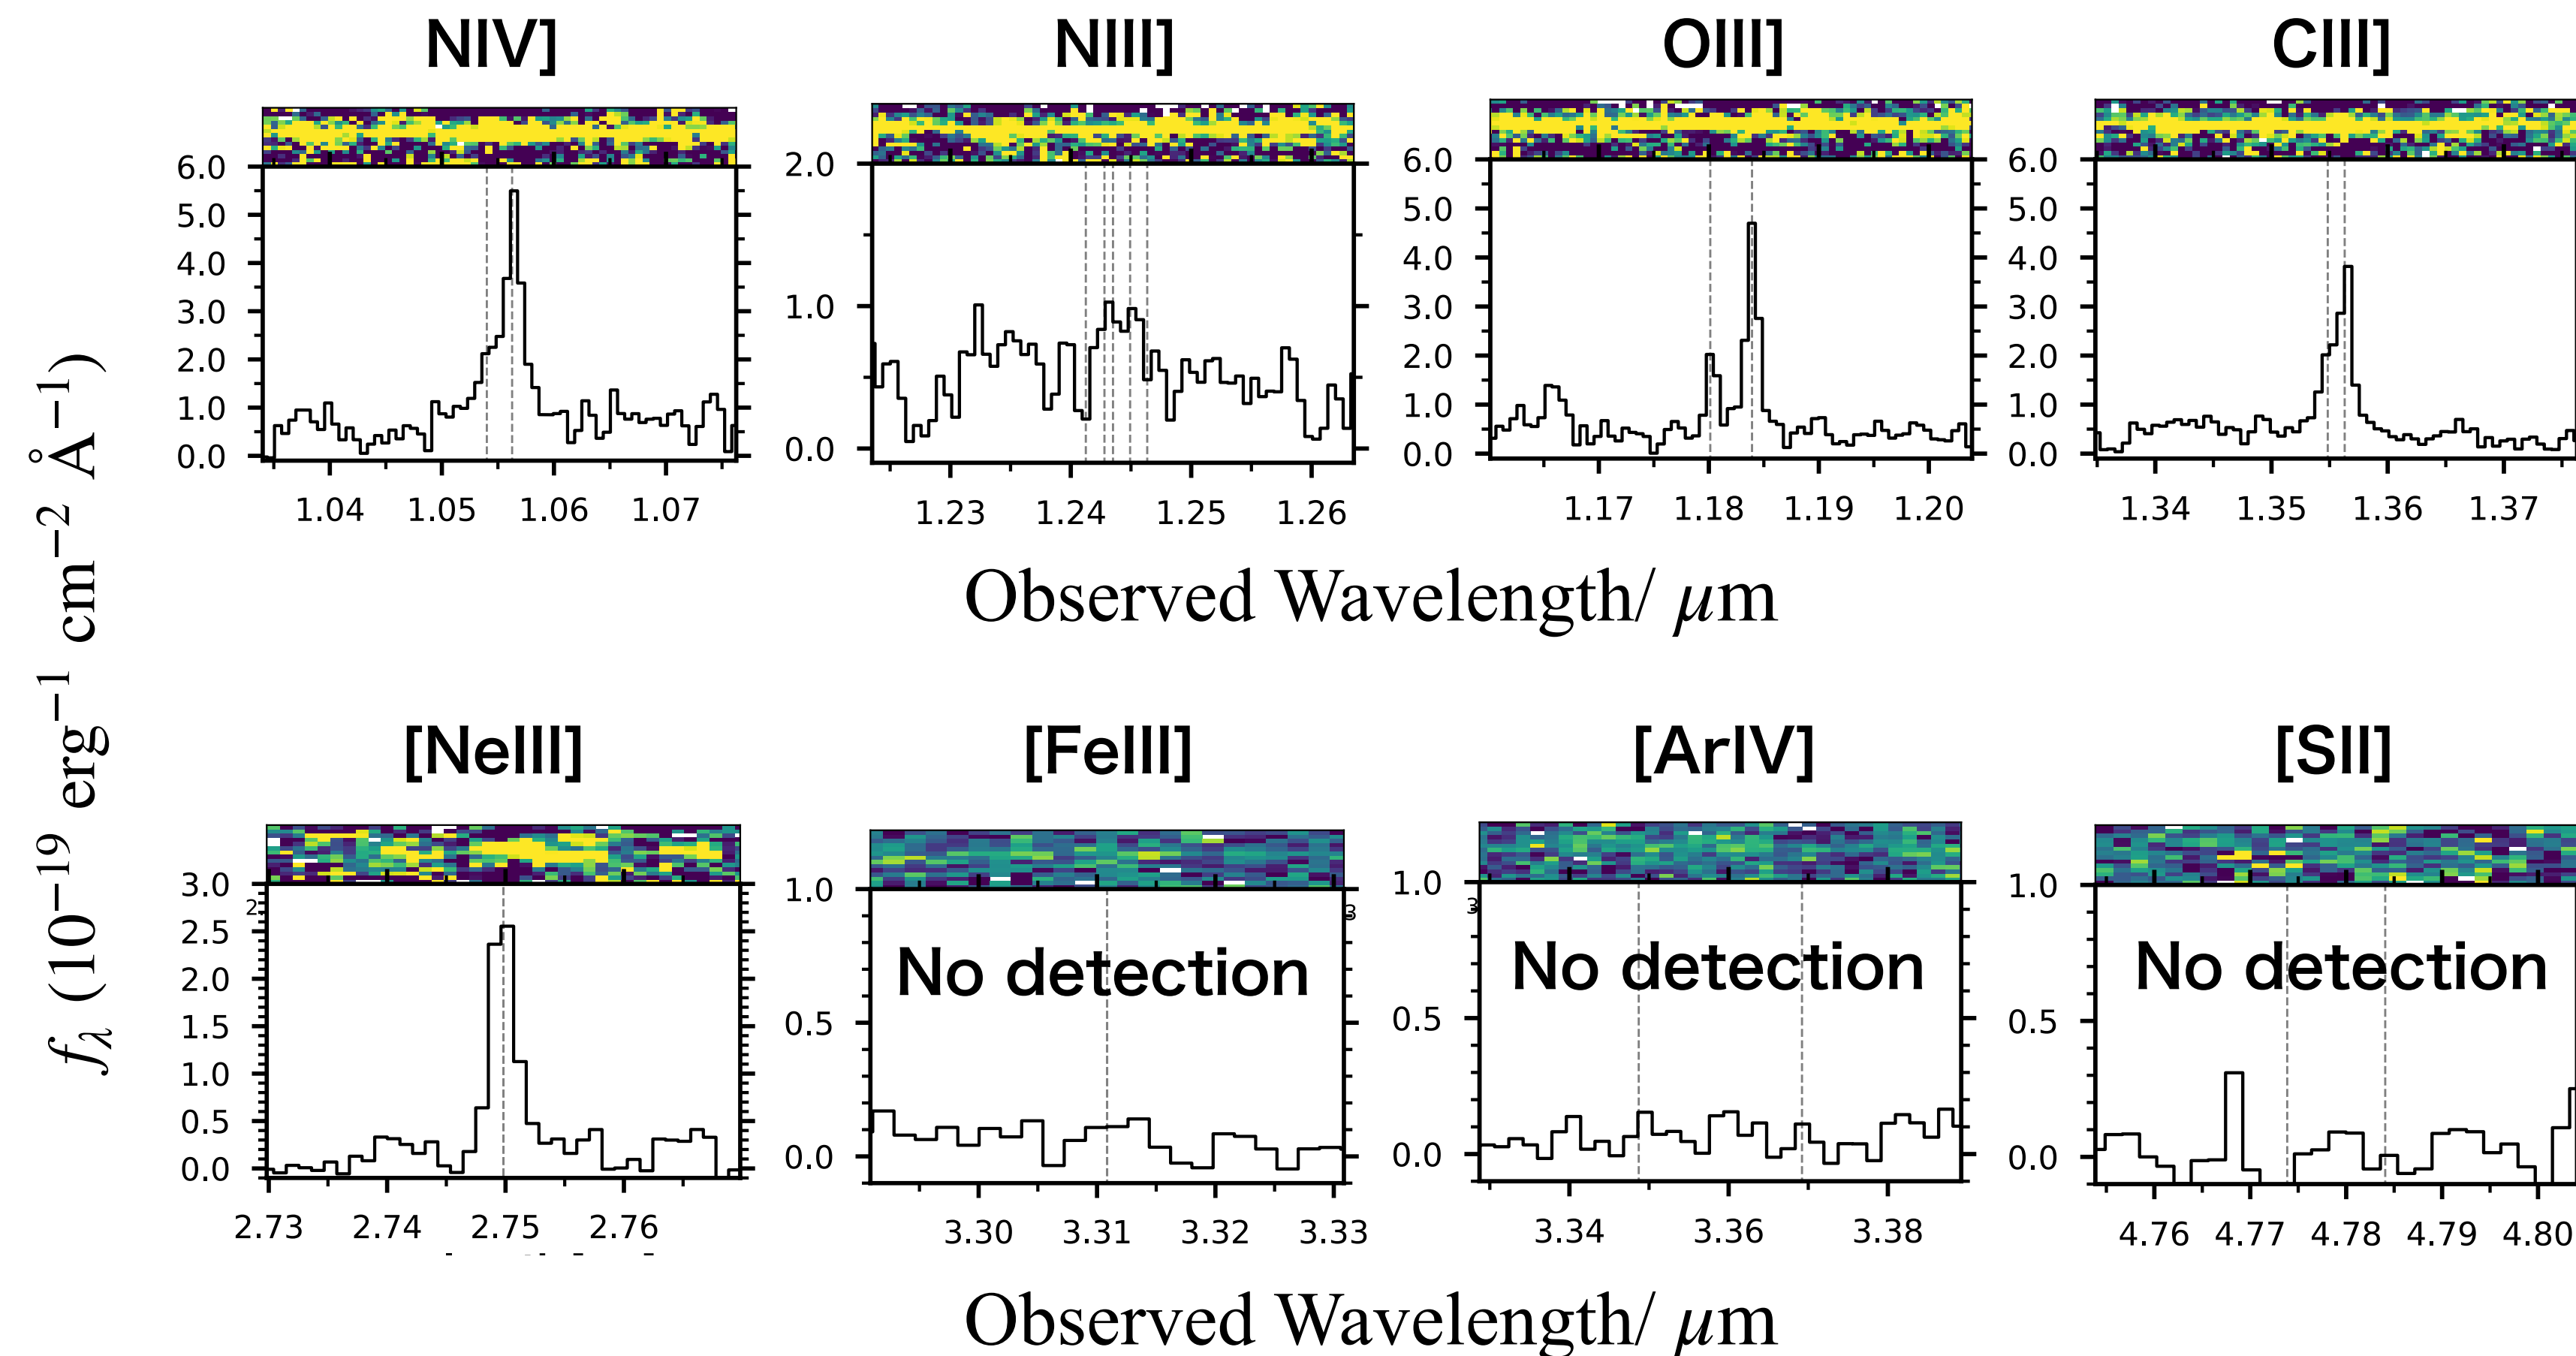 NIV] NIII] OIII] CIII]
6.0 5.0 4.0 3.0 2.0 1.0 0.0
1.04 1.05 1.06 1.07
2.0 1.0 0.0
1.23 1.24 1.25 1.26
6.0 5.0 4.0 3.0 2.0 1.0 0.0
1.17 1.18 1.19 1.20
6.0 5.0 4.0 3.0 2.0 1.0 0.0
1.34 1.35 1.36 1.37
Observed Wavelength/ μm
f_λ (10⁻¹⁹ erg⁻¹ cm⁻² Å⁻¹)
[NeIII] [FeIII] [ArIV] [SII]
3.0 2.5 2.0 1.5 1.0 0.5 0.0
2.
2.73 2.74 2.75 2.76
1.0 0.5 0.0
3
No detection
3.30 3.31 3.32 3.33
1.0 0.5 0.0
3
No detection
3.34 3.36 3.38
1.0 0.5 0.0
No detection
4.76 4.77 4.78 4.79 4.80
Observed Wavelength/ μm